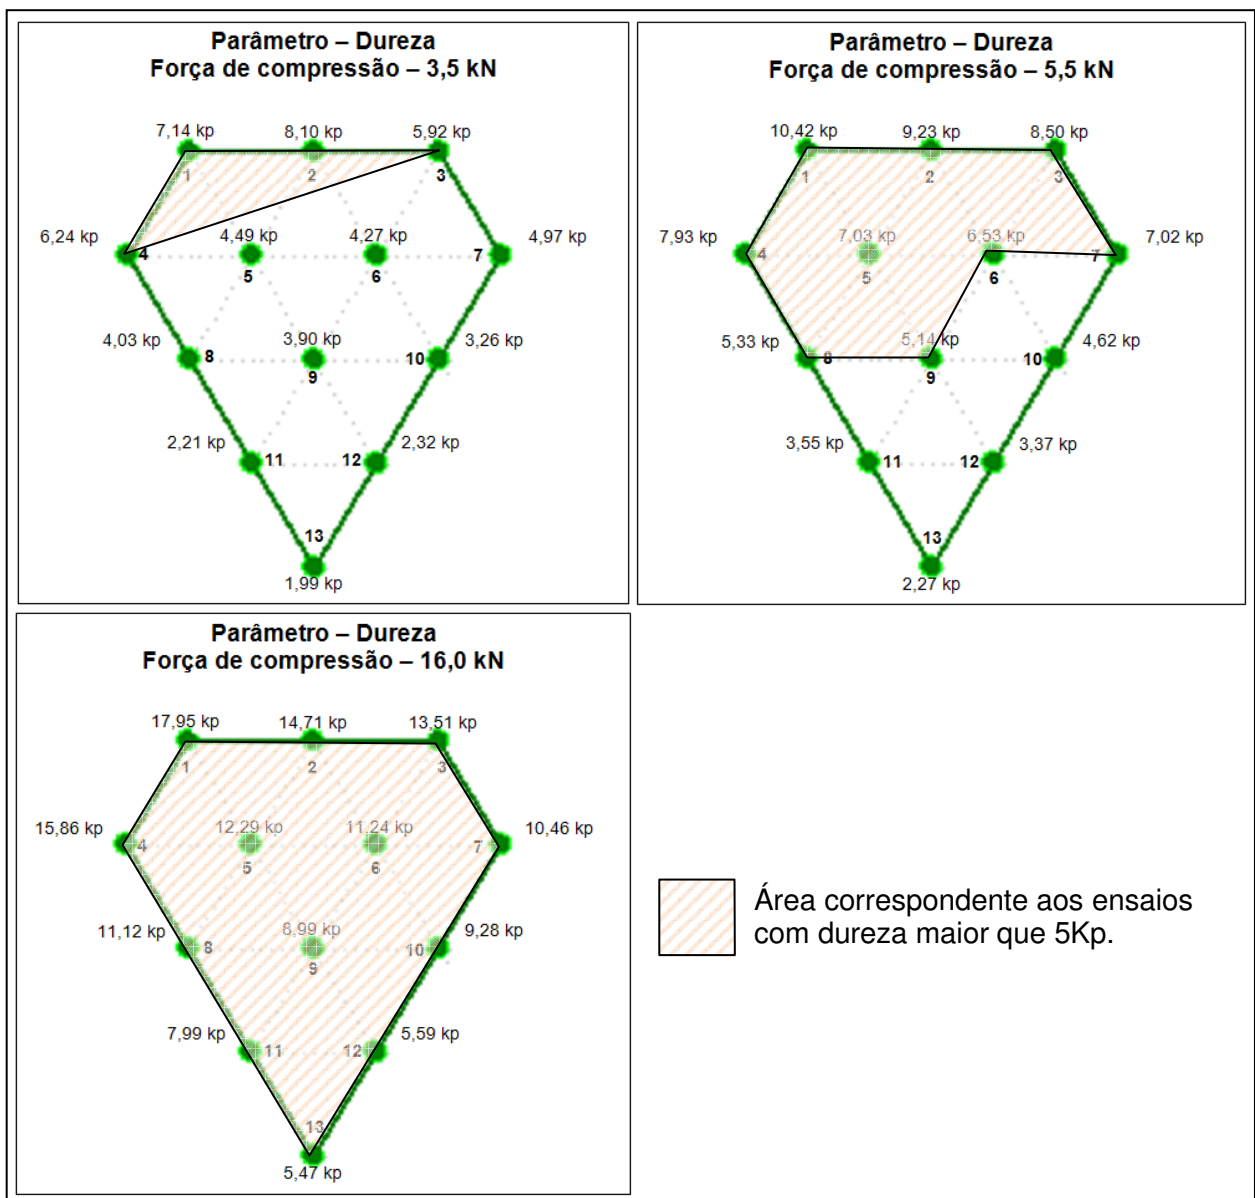 Parâmetro – Dureza
Força de compressão – 3,5 kN
7,14 kp 8,10 kp 5,92 kp
1 2 3
6,24 kp 4,49 kp 4,27 kp 4,97 kp
4 5 6 7
4,03 kp 3,90 kp 3,26 kp
8 9 10
2,21 kp 2,32 kp
11 12
13
1,99 kp
Parâmetro – Dureza
Força de compressão – 5,5 kN
10,42 kp 9,23 kp 8,50 kp
1 2 3
7,93 kp 7,03 kp 6,53 kp 7,02 kp
4 5 6 7
5,33 kp 5,14 kp 4,62 kp
8 9 10
3,55 kp 3,37 kp
11 12
13
2,27 kp
Parâmetro – Dureza
Força de compressão – 16,0 kN
17,95 kp 14,71 kp 13,51 kp
1 2 3
15,86 kp 12,29 kp 11,24 kp 10,46 kp
4 5 6 7
11,12 kp 8,99 kp 9,28 kp
8 9 10
7,99 kp 5,59 kp
11 12
13
5,47 kp
Área correspondente aos ensaios
com dureza maior que 5Kp.